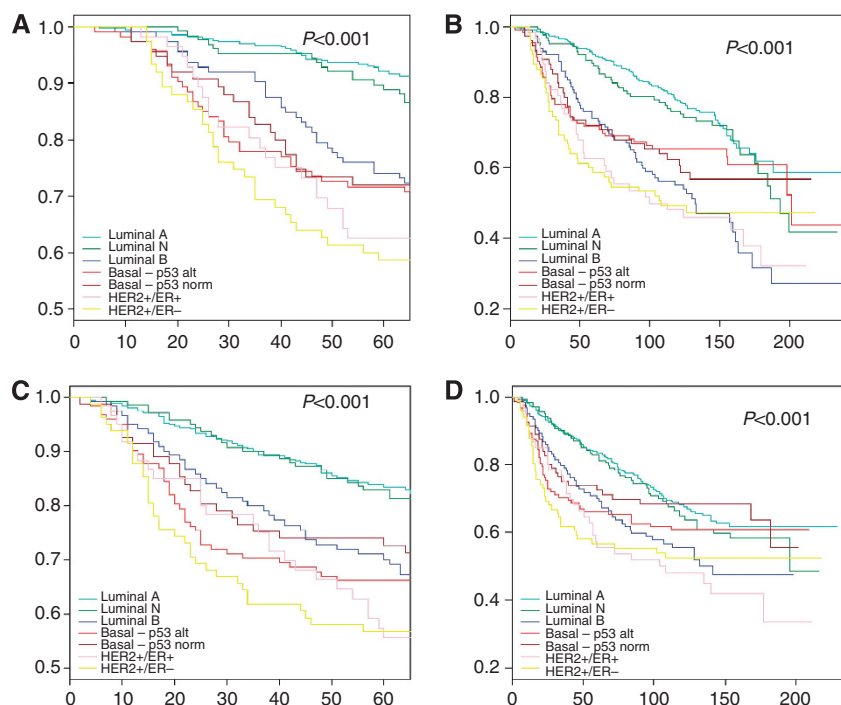 A
P<0.001
1.0
0.9
0.8
0.7
0.6
0.5
Luminal A
Luminal N
Luminal B
Basal – p53 alt
Basal – p53 norm
HER2+/ER+
HER2+/ER–
0 10 20 30 40 50 60
B
P<0.001
1.0
0.8
0.6
0.4
0.2
Luminal A
Luminal N
Luminal B
Basal – p53 alt
Basal – p53 norm
HER2+/ER+
HER2+/ER–
0 50 100 150 200
C
P<0.001
1.0
0.9
0.8
0.7
0.6
0.5
Luminal A
Luminal N
Luminal B
Basal – p53 alt
Basal – p53 norm
HER2+/ER+
HER2+/ER–
0 10 20 30 40 50 60
D
P<0.001
1.0
0.8
0.6
0.4
0.2
Luminal A
Luminal N
Luminal B
Basal – p53 alt
Basal – p53 norm
HER2+/ER+
HER2+/ER–
0 50 100 150 200